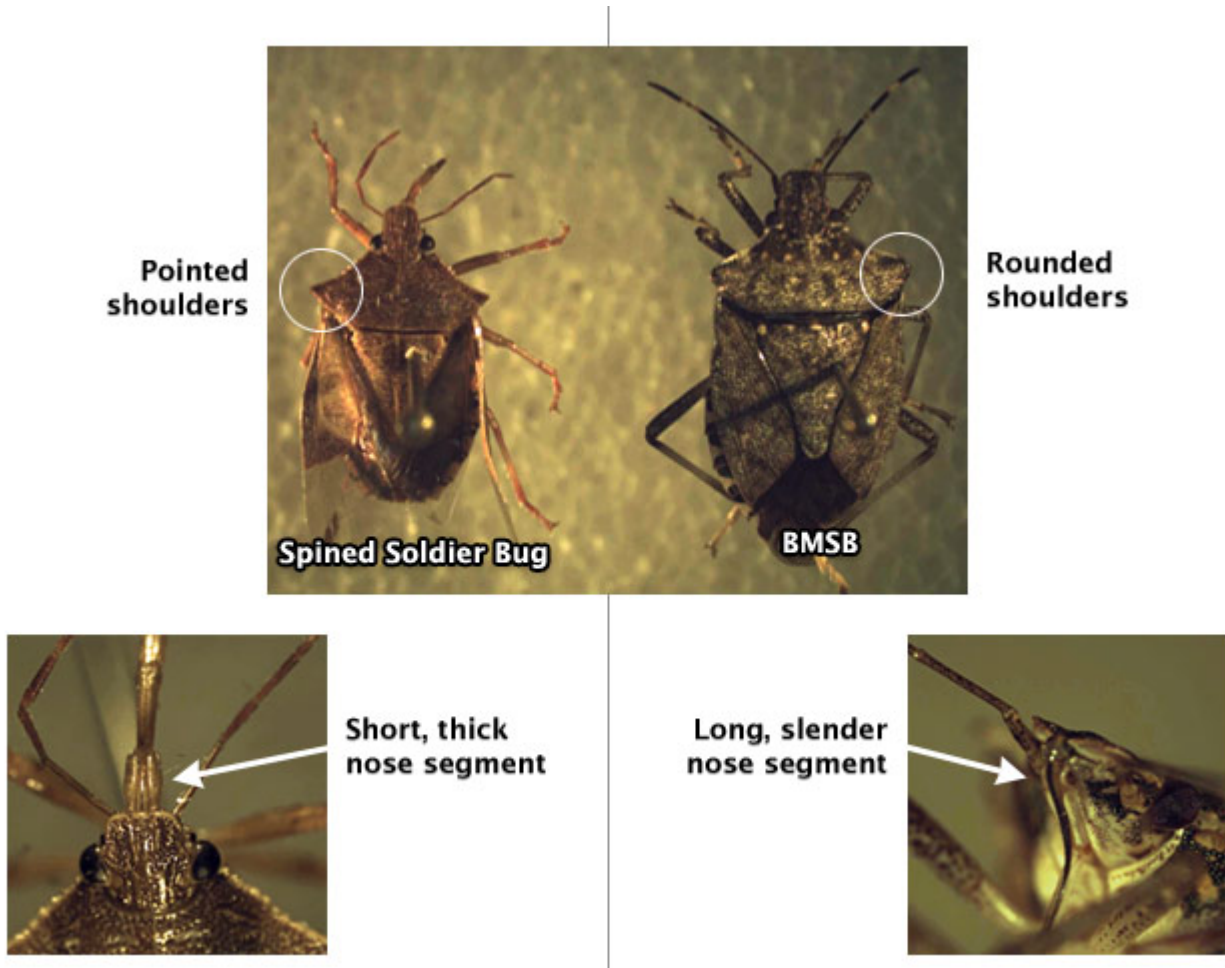 Pointed
shoulders
Rounded
shoulders
Spined Soldier Bug
BMSB
Short, thick
nose segment
Long, slender
nose segment